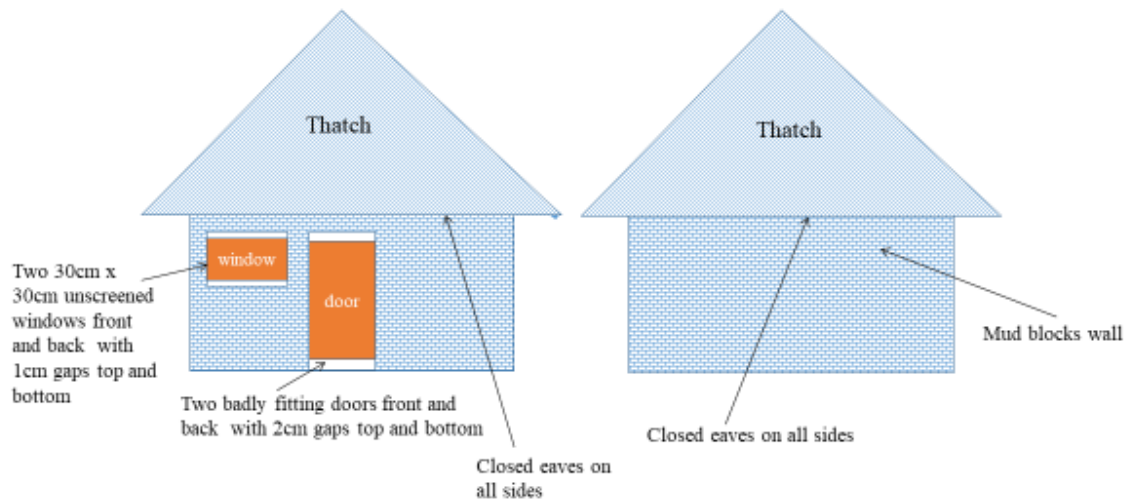 Thatch
Thatch
window
door
Two 30cm x
30cm unscreened
windows front
and back with
1cm gaps top and
bottom
Two badly fitting doors front and
back with 2cm gaps top and bottom
Closed eaves on
all sides
Closed eaves on all sides
Mud blocks wall